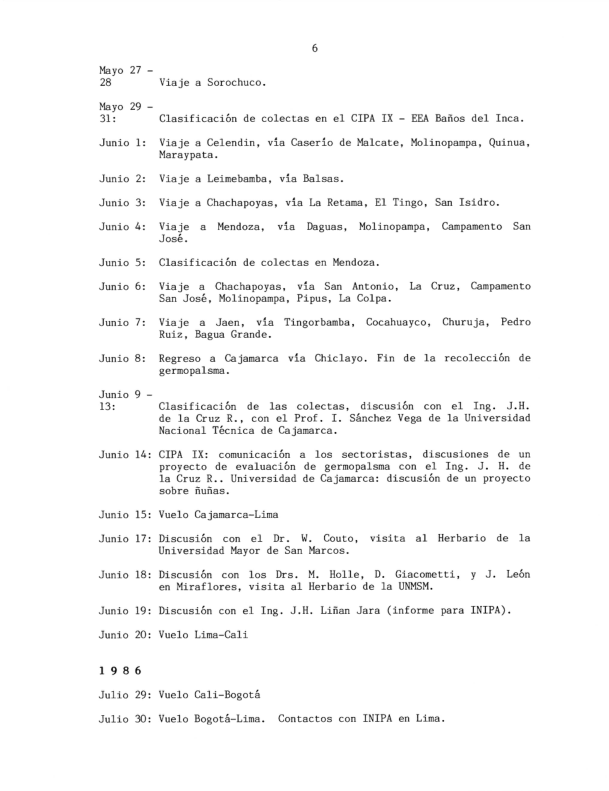 6
Mayo 27 -
28 Viaje a Sorochuco.
Mayo 29 -
31: Clasificación de colectas en el CIPA IX - EEA Baños del Inca.
Junio 1: Viaje a Celendin, vía Caserío de Malcate, Molinopampa, Quinua,
Maraypata.
Junio 2: Viaje a Leimebamba, vía Balsas.
Junio 3: Viaje a Chachapoyas, vía La Retama, El Tingo, San Isidro.
Junio 4: Viaje a Mendoza, vía Daguas, Molinopampa, Campamento San
José.
Junio 5: Clasificación de colectas en Mendoza.
Junio 6: Viaje a Chachapoyas, vía San Antonio, La Cruz, Campamento
San José, Molinopampa, Pipus, La Colpa.
Junio 7: Viaje a Jaen, vía Tingorbamba, Cocahuayco, Churuja, Pedro
Ruíz, Bagua Grande.
Junio 8: Regreso a Cajamarca vía Chiclayo. Fin de la recolección de
germopalsma.
Junio 9 -
13: Clasificación de las colectas, discusión con el Ing. J.H.
de la Cruz R., con el Prof. I. Sánchez Vega de la Universidad
Nacional Técnica de Cajamarca.
Junio 14: CIPA IX: comunicación a los sectoristas, discusiones de un
proyecto de evaluación de germopalsma con el Ing. J. H. de
la Cruz R.. Universidad de Cajamarca: discusión de un proyecto
sobre ñuñas.
Junio 15: Vuelo Cajamarca-Lima
Junio 17: Discusión con el Dr. W. Couto, visita al Herbario de la
Universidad Mayor de San Marcos.
Junio 18: Discusión con los Drs. M. Holle, D. Giacometti, y J. León
en Miraflores, visita al Herbario de la UNMSM.
Junio 19: Discusión con el Ing. J.H. Liñan Jara (informe para INIPA).
Junio 20: Vuelo Lima-Cali
1 9 8 6
Julio 29: Vuelo Cali-Bogotá
Julio 30: Vuelo Bogotá-Lima. Contactos con INIPA en Lima.